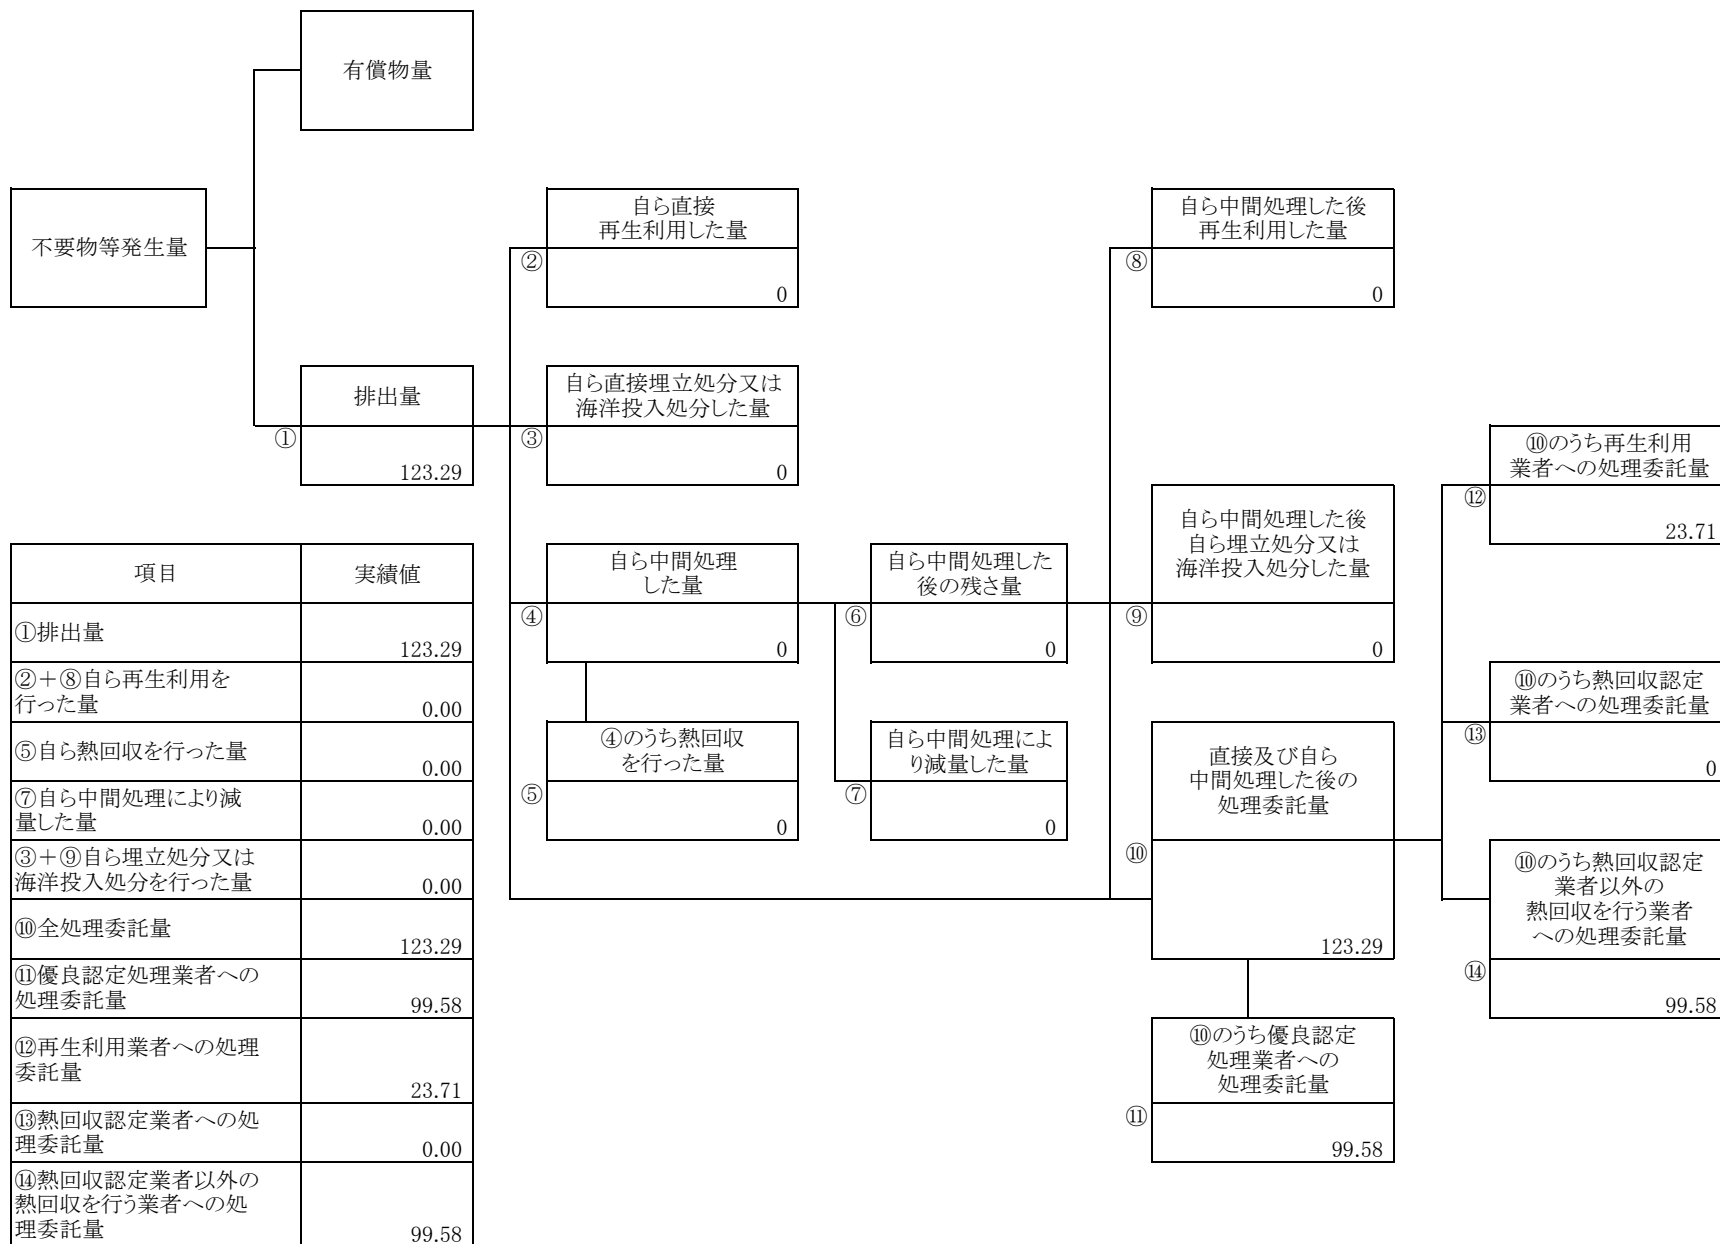 有償物量
不要物等発生量
自ら直接
再生利用した量
②
0
自ら中間処理した後
再生利用した量
⑧
0
排出量
①
123.29
自ら直接埋立処分又は
海洋投入処分した量
③
0
⑩のうち再生利用
業者への処理委託量
⑫
23.71
自ら中間処理
した量
④
0
自ら中間処理した
後の残さ量
⑥
0
自ら中間処理した後
自ら埋立処分又は
海洋投入処分した量
⑨
0
⑩のうち熱回収認定
業者への処理委託量
⑬
0
④のうち熱回収
を行った量
⑤
0
自ら中間処理によ
り減量した量
⑦
0
直接及び自ら
中間処理した後の
処理委託量
⑩
123.29
⑩のうち熱回収認定
業者以外の
熱回収を行う業者
への処理委託量
⑭
99.58
⑩のうち優良認定
処理業者への
処理委託量
⑪
99.58
項目 実績値
①排出量
123.29
②＋⑧自ら再生利用を
行った量
0.00
⑤自ら熱回収を行った量
0.00
⑦自ら中間処理により減
量した量
0.00
③＋⑨自ら埋立処分又は
海洋投入処分を行った量
0.00
⑩全処理委託量
123.29
⑪優良認定処理業者への
処理委託量
99.58
⑫再生利用業者への処理
委託量
23.71
⑬熱回収認定業者への処
理委託量
0.00
⑭熱回収認定業者以外の
熱回収を行う業者への処
理委託量
99.58